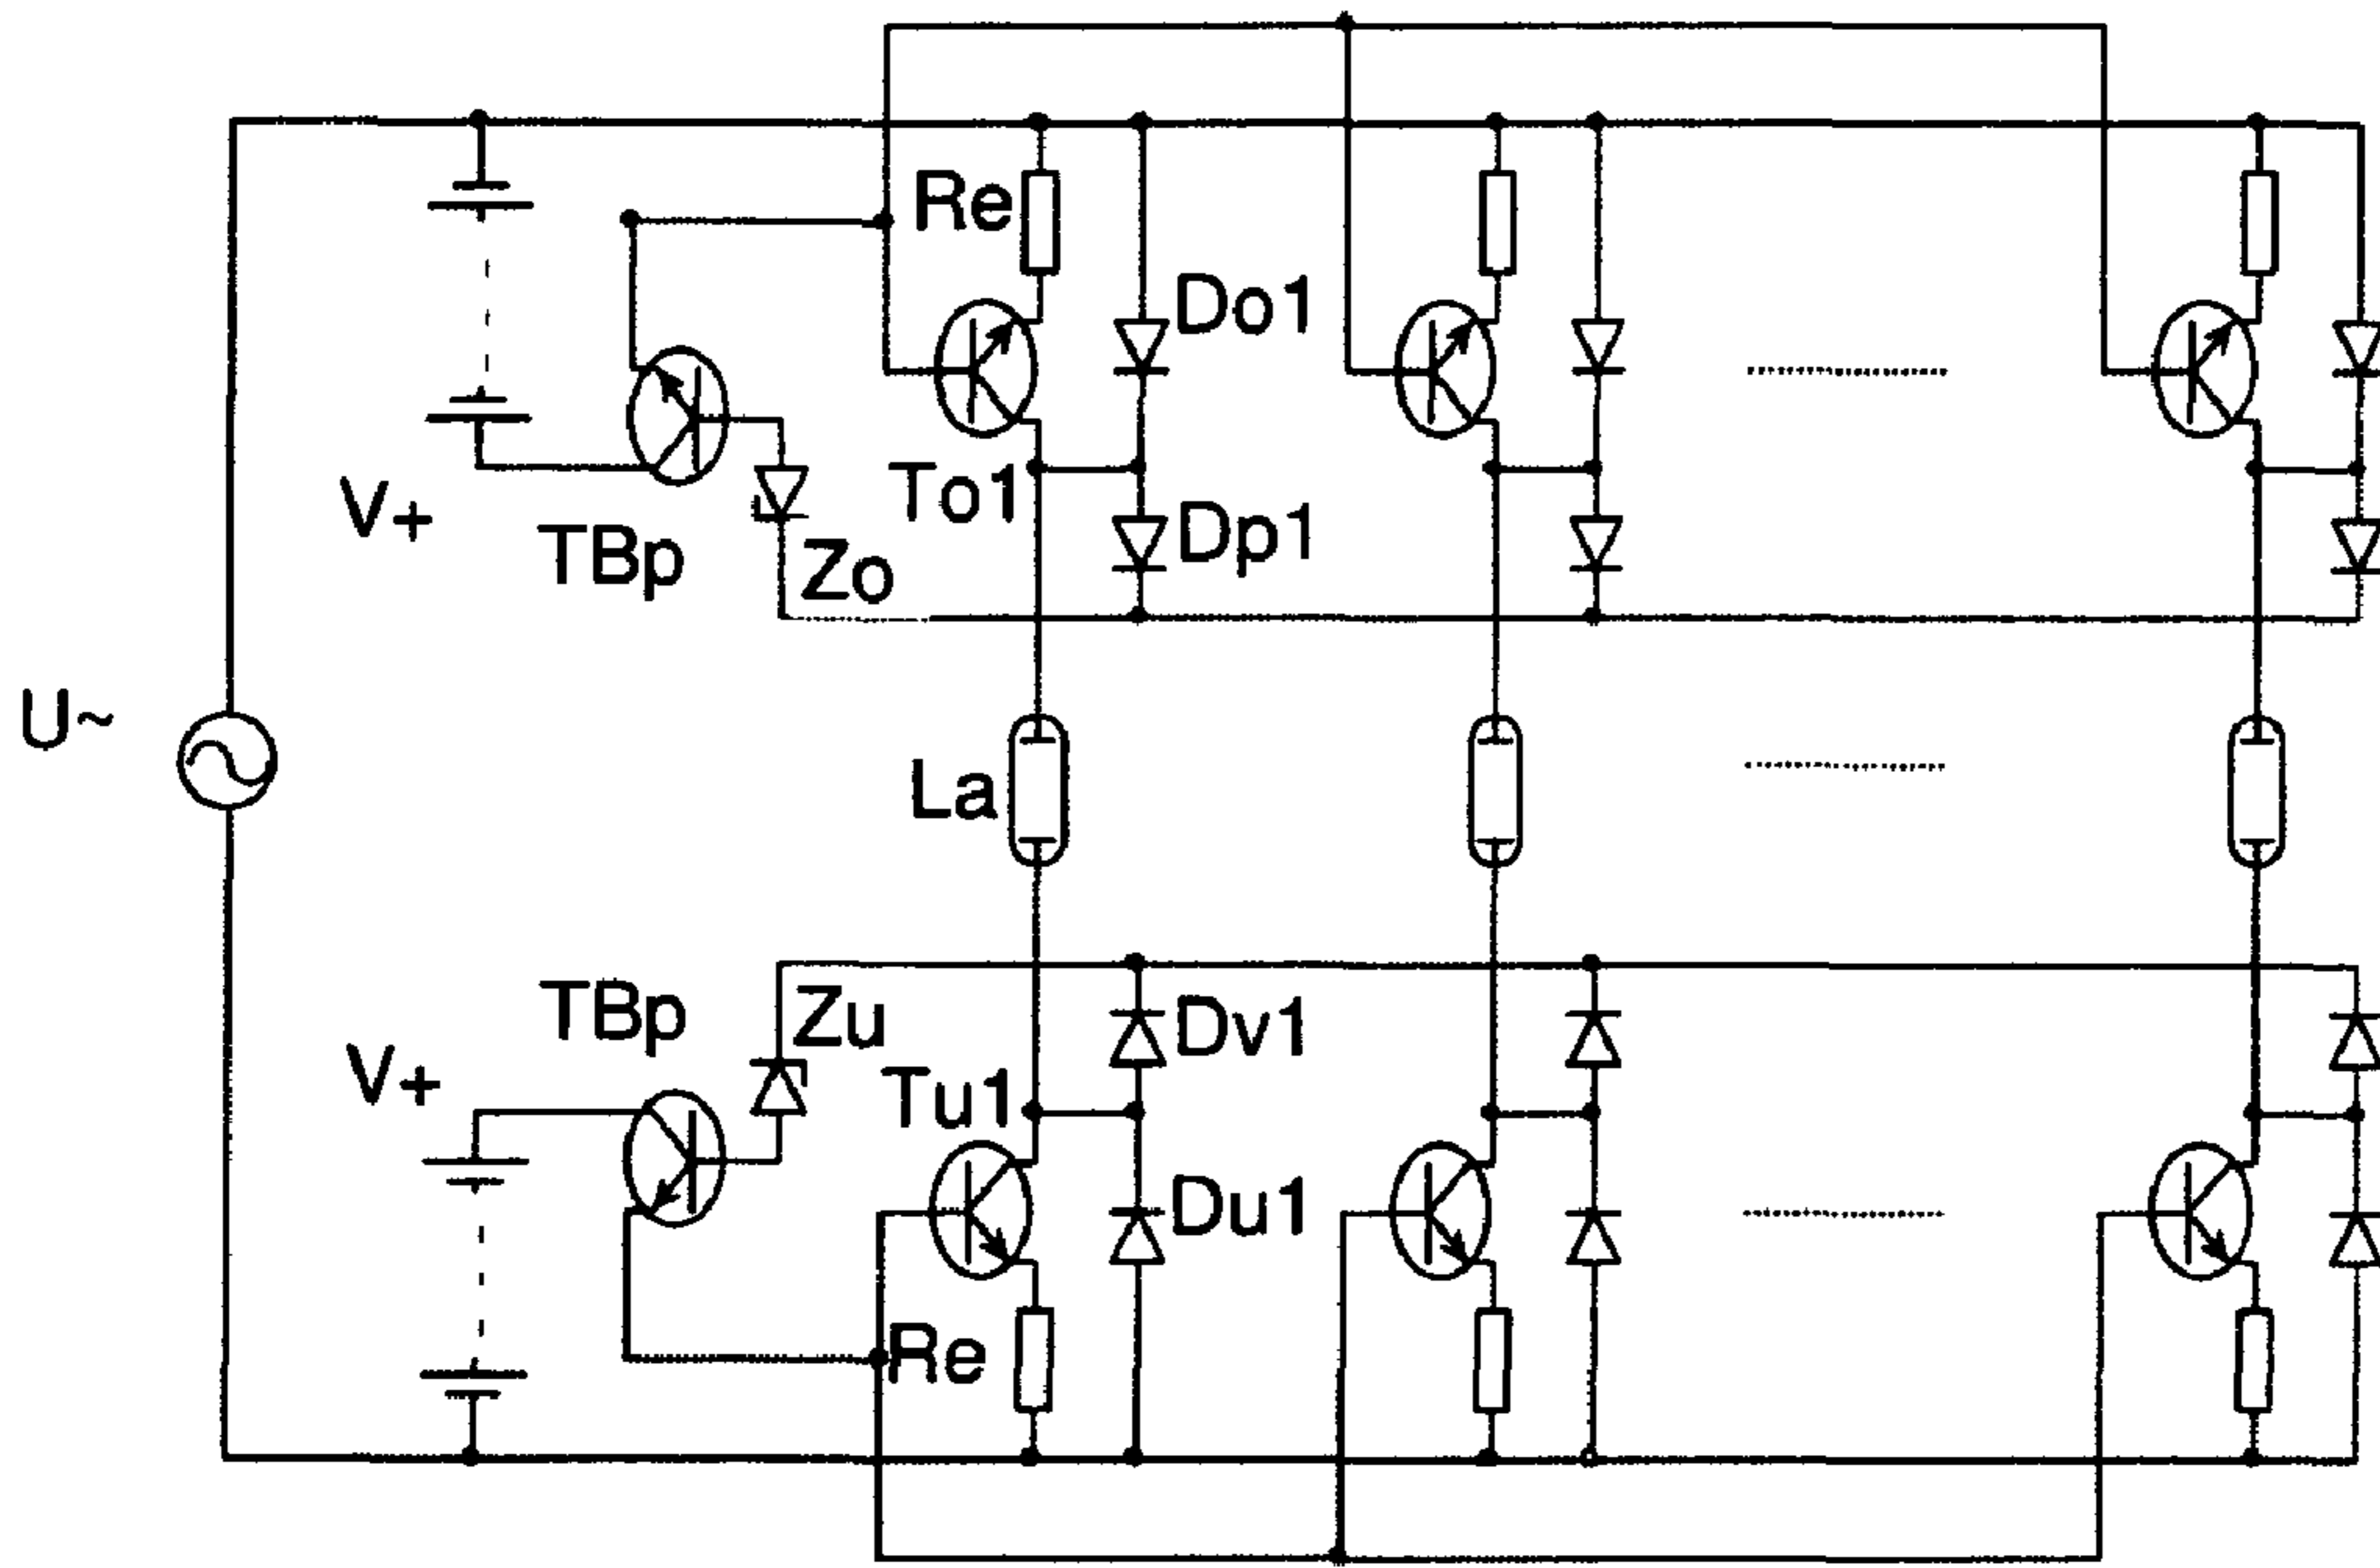 Re
Do1
V+
TBp
To1
Zo
Dp1
U~
La
TBp
Zu
Dv1
V+
Tu1
Du1
Re